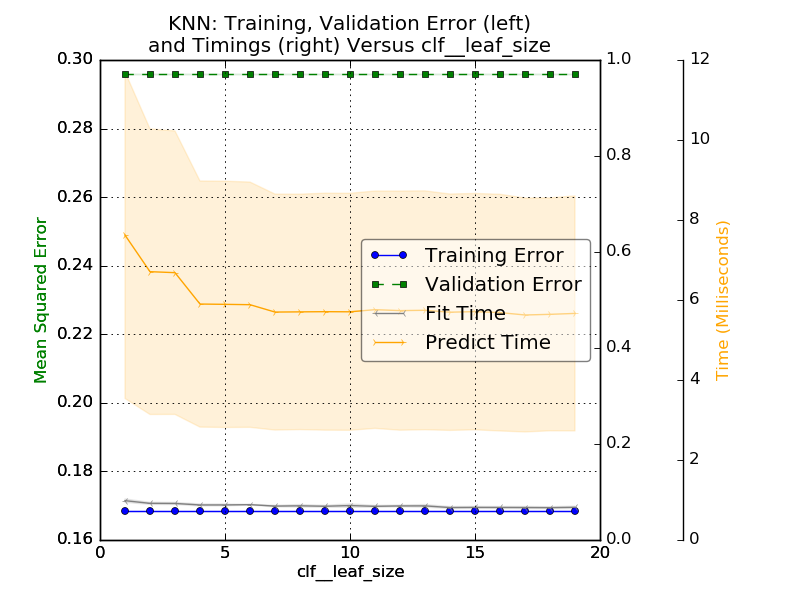 KNN: Training, Validation Error (left)
and Timings (right) Versus clf__leaf_size
Mean Squared Error
0.30
0.28
0.26
0.24
0.22
0.20
0.18
0.16
0
5
10
15
20
clf__leaf_size
1.0
0.8
0.6
0.4
0.2
0.0
12
10
8
6
4
2
0
Time (Milliseconds)
Training Error
Validation Error
Fit Time
Predict Time